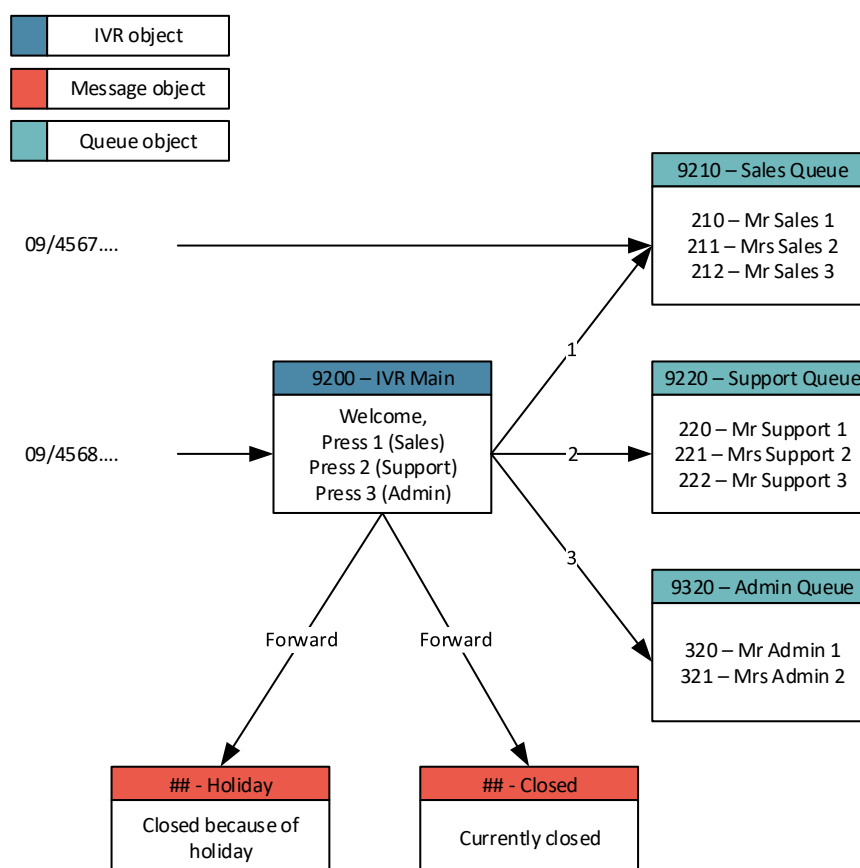 IVR object
Message object
Queue object
9210 – Sales Queue
210 – Mr Sales 1
211 – Mrs Sales 2
212 – Mr Sales 3
09/4567....
1
9200 – IVR Main
Welcome,
Press 1 (Sales)
Press 2 (Support)
Press 3 (Admin)
9220 – Support Queue
220 – Mr Support 1
221 – Mrs Support 2
222 – Mr Support 3
09/4568....
2
3
9320 – Admin Queue
320 – Mr Admin 1
321 – Mrs Admin 2
Forward
Forward
## - Holiday
Closed because of
holiday
## - Closed
Currently closed